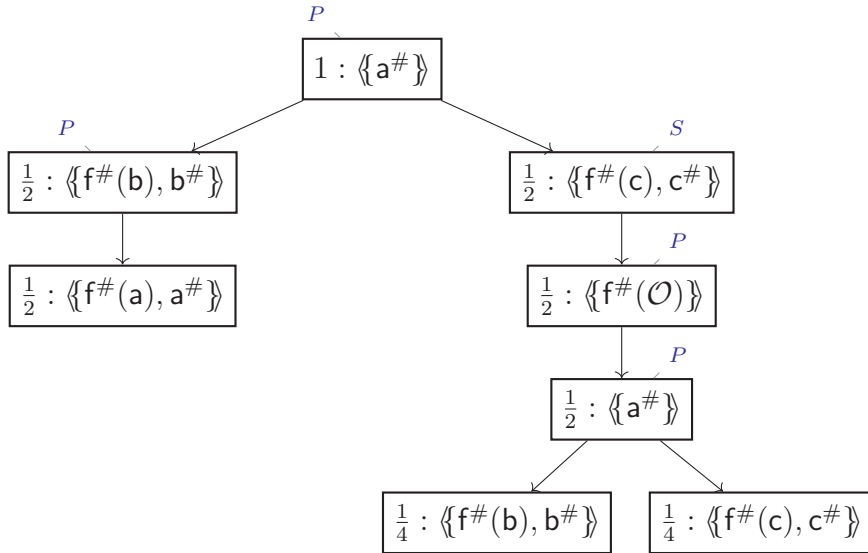 P
1 : ⦃{a^#}⦄
P S
1/2 : ⦃{f^#(b), b^#}⦄ 1/2 : ⦃{f^#(c), c^#}⦄
P
1/2 : ⦃{f^#(a), a^#}⦄ 1/2 : ⦃{f^#(𝒪)}⦄
P
1/2 : ⦃{a^#}⦄
1/4 : ⦃{f^#(b), b^#}⦄ 1/4 : ⦃{f^#(c), c^#}⦄